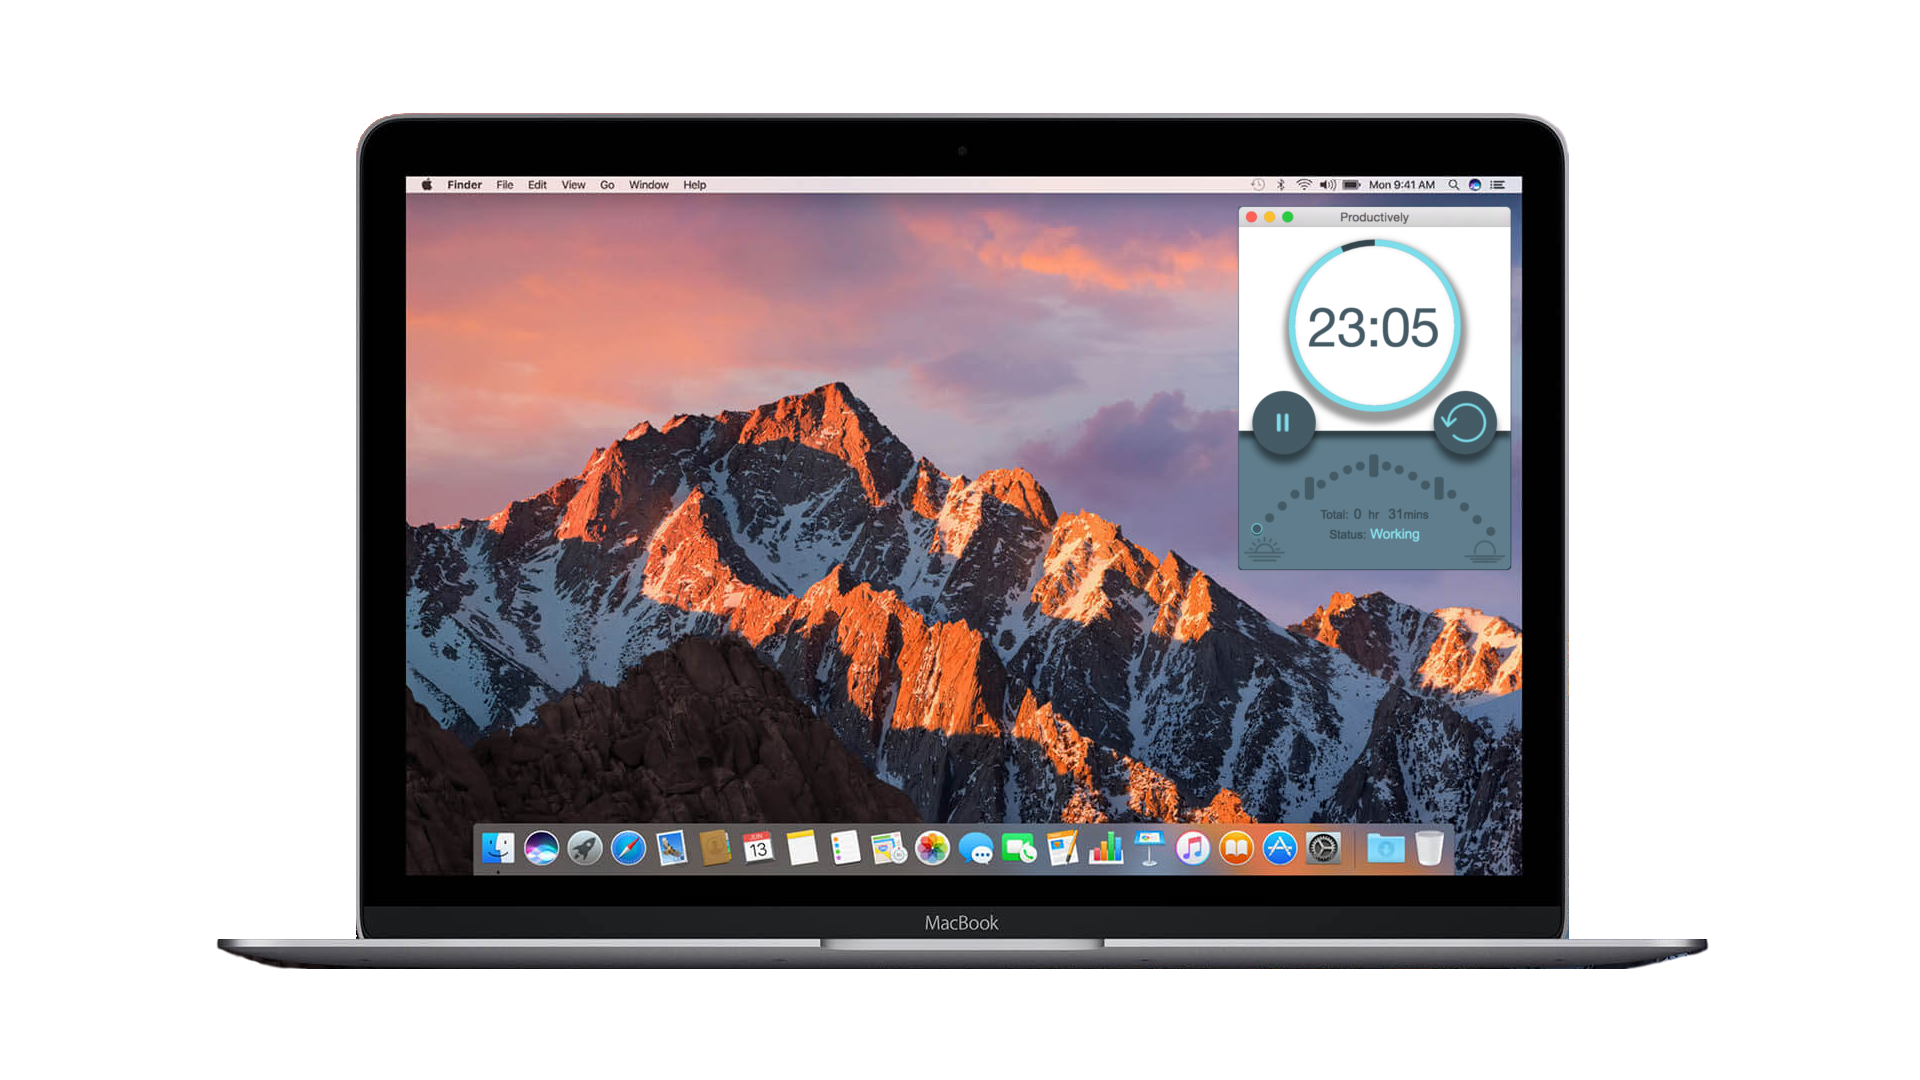 Finder File Edit View Go Window Help Mon 9:41 AM
Productively
23:05
Total: 0 hr 31mins
Status: Working
JUN
13
MacBook